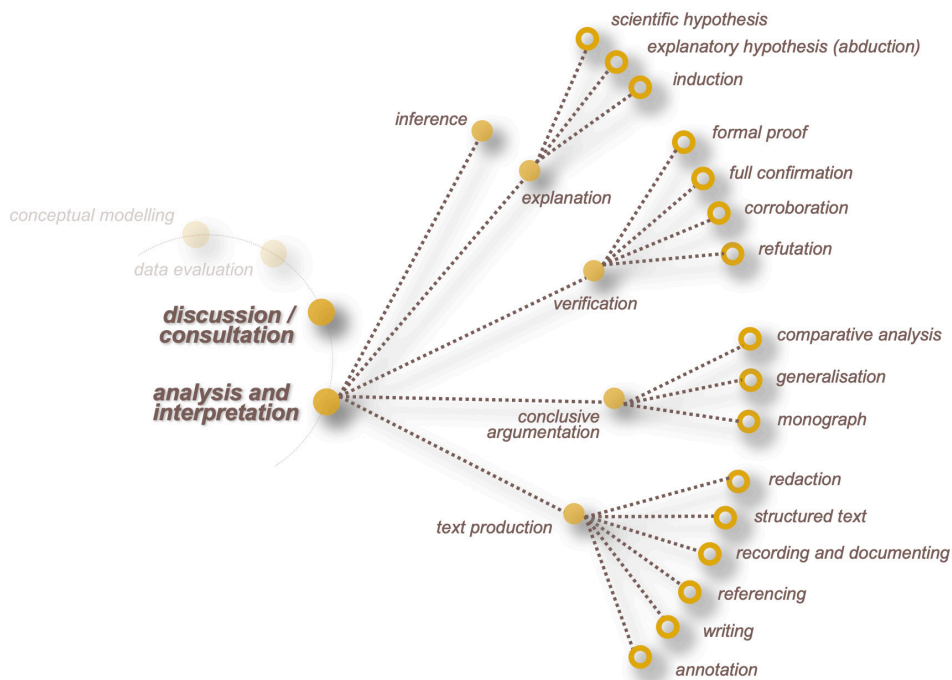 scientific hypothesis
explanatory hypothesis (abduction)
induction
inference
explanation
formal proof
full confirmation
corroboration
refutation
verification
conceptual modelling
data evaluation
discussion /
consultation
analysis and
interpretation
comparative analysis
generalisation
monograph
conclusive
argumentation
redaction
structured text
recording and documenting
referencing
writing
annotation
text production